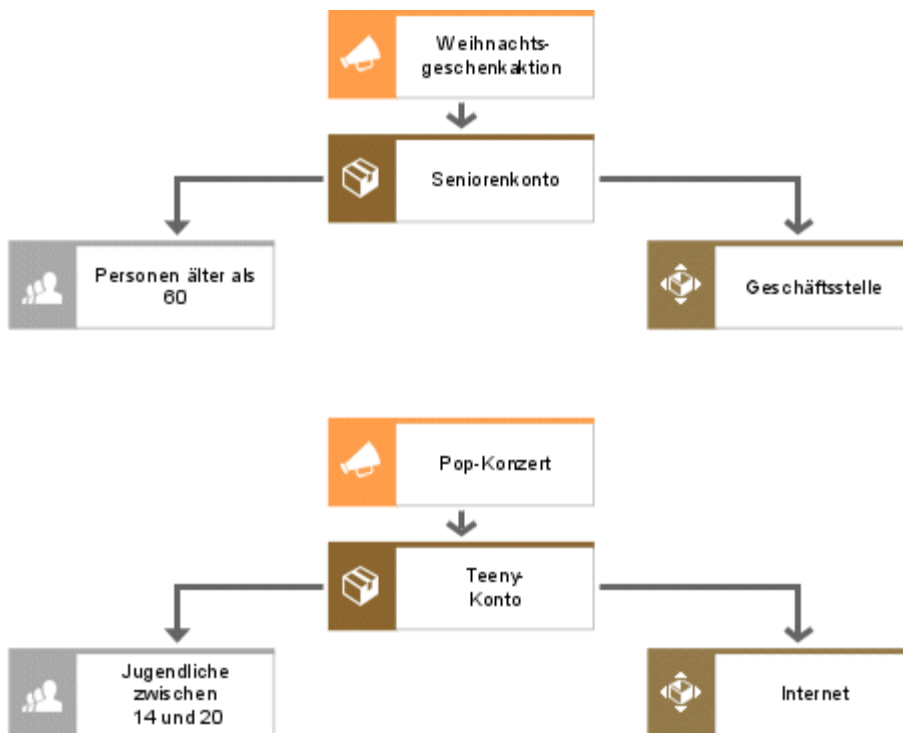 Weihnachts-
geschenkaktion
Seniorenkonto
Personen älter als
60
Geschäftsstelle
Pop-Konzert
Teeny-
Konto
Jugendliche
zwischen
14 und 20
Internet